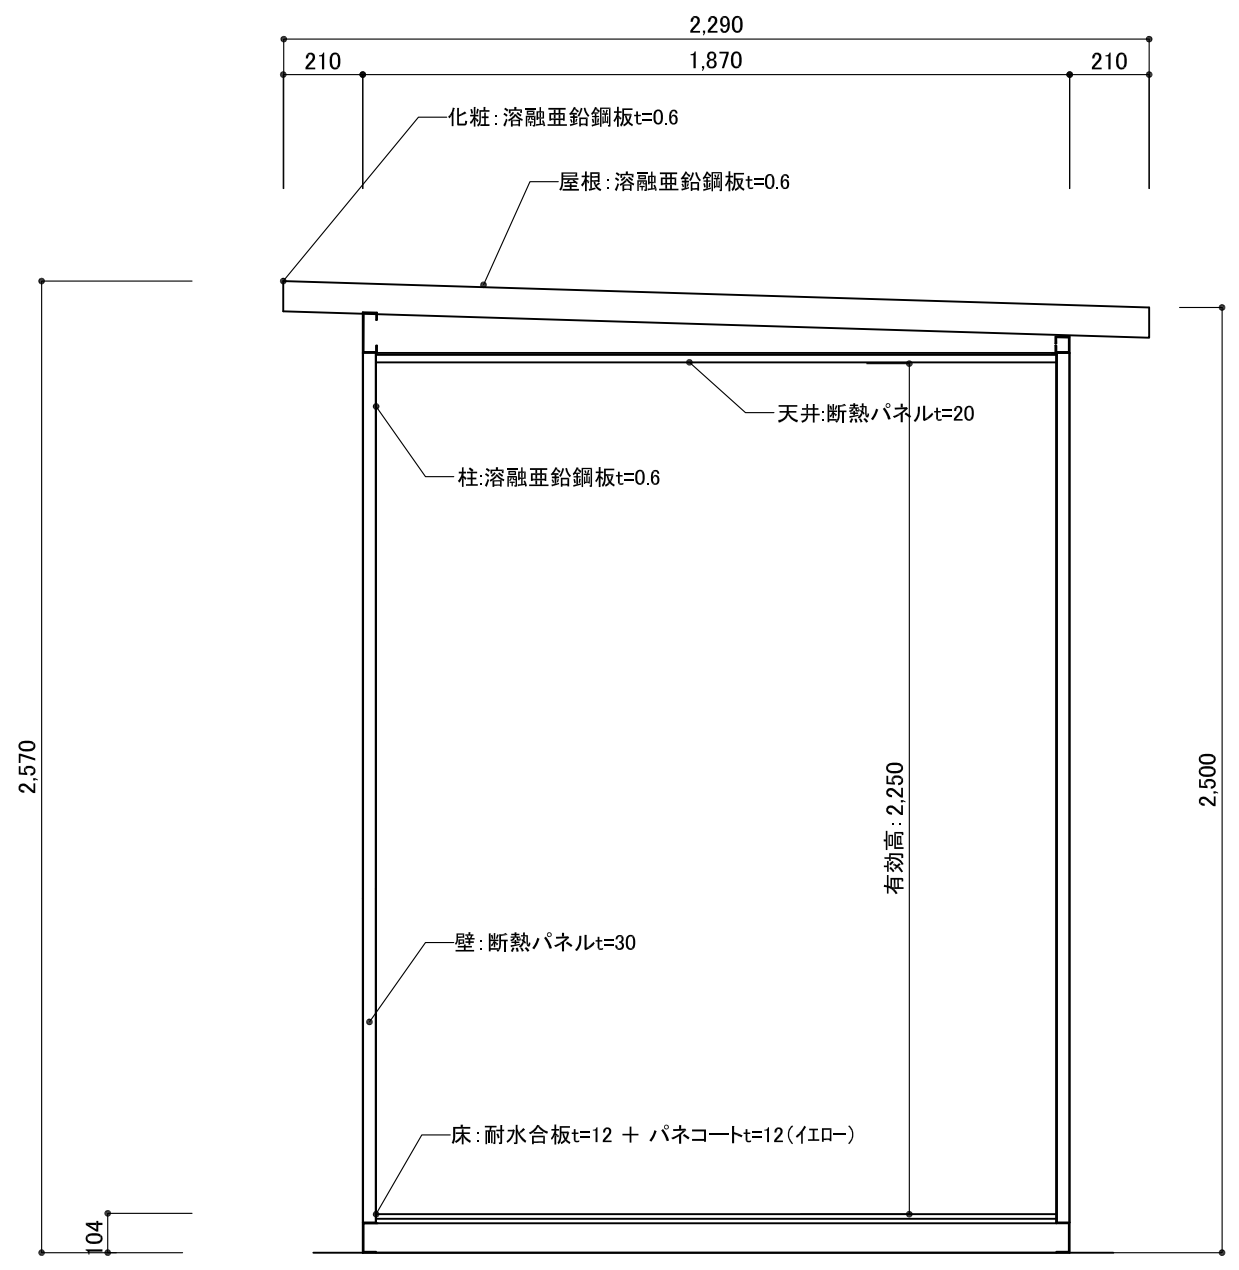 2,290
210
1,870
210
化粧：溶融亜鉛鋼板t=0.6
屋根：溶融亜鉛鋼板t=0.6
天井:断熱パネルt=20
柱:溶融亜鉛鋼板t=0.6
2,570
有効高：2,250
2,500
壁：断熱パネルt=30
床：耐水合板t=12 ＋ パネコートt=12（イエロー）
104